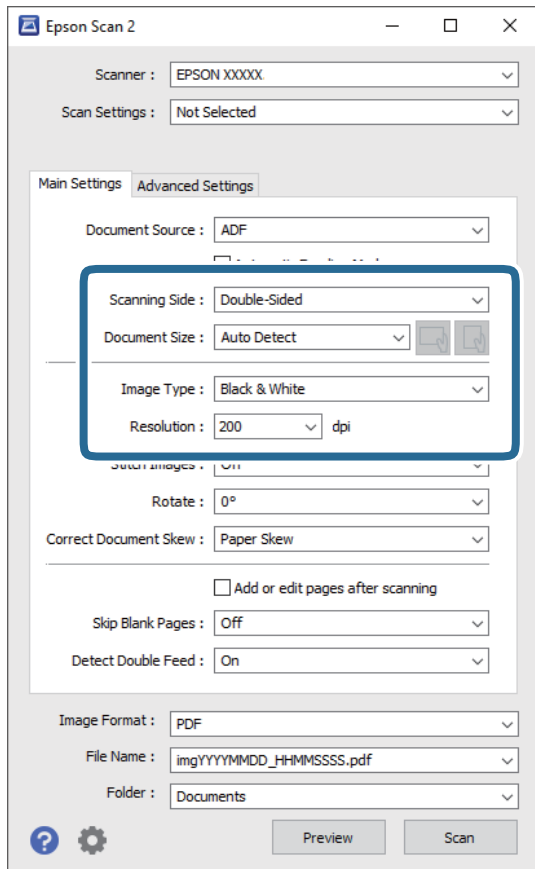 Epson Scan 2
Scanner : EPSON XXXXX
Scan Settings : Not Selected
Main Settings Advanced Settings
Document Source : ADF
Scanning Side : Double-Sided
Document Size : Auto Detect
Image Type : Black & White
Resolution : 200 dpi
Stitch Images : Off
Rotate : 0°
Correct Document Skew : Paper Skew
Add or edit pages after scanning
Skip Blank Pages : Off
Detect Double Feed : On
Image Format : PDF
File Name : imgYYYYMMDD_HHMMSSSS.pdf
Folder : Documents
? Preview Scan